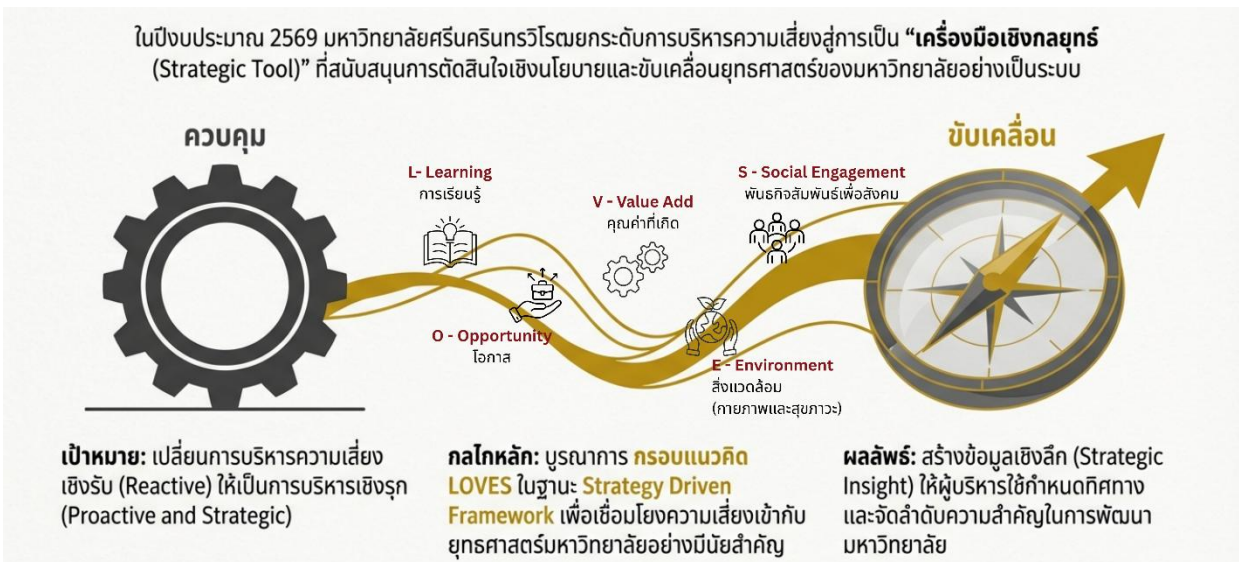 ในปีงบประมาณ 2569 มหาวิทยาลัยศรีนครินทรวิโรฒยกระดับการบริหารความเสี่ยงสู่การเป็น “เครื่องมือเชิงกลยุทธ์
(Strategic Tool)” ที่สนับสนุนการตัดสินใจเชิงนโยบายและขับเคลื่อนยุทธศาสตร์ของมหาวิทยาลัยอย่างเป็นระบบ
ควบคุม
ขับเคลื่อน
L- Learning
การเรียนรู้
O - Opportunity
โอกาส
V - Value Add
คุณค่าที่เกิด
E - Environment
สิ่งแวดล้อม
(กายภาพและสุขภาวะ)
S - Social Engagement
พันธกิจสัมพันธ์เพื่อสังคม
เป้าหมาย: เปลี่ยนการบริหารความเสี่ยง
เชิงรับ (Reactive) ให้เป็นการบริหารเชิงรุก
(Proactive and Strategic)
กลไกหลัก: บูรณาการ กรอบแนวคิด
LOVES ในฐานะ Strategy Driven
Framework เพื่อเชื่อมโยงความเสี่ยงเข้ากับ
ยุทธศาสตร์มหาวิทยาลัยอย่างมีนัยสำคัญ
ผลลัพธ์: สร้างข้อมูลเชิงลึก (Strategic
Insight) ให้ผู้บริหารใช้กำหนดทิศทาง
และจัดลำดับความสำคัญในการพัฒนา
มหาวิทยาลัย